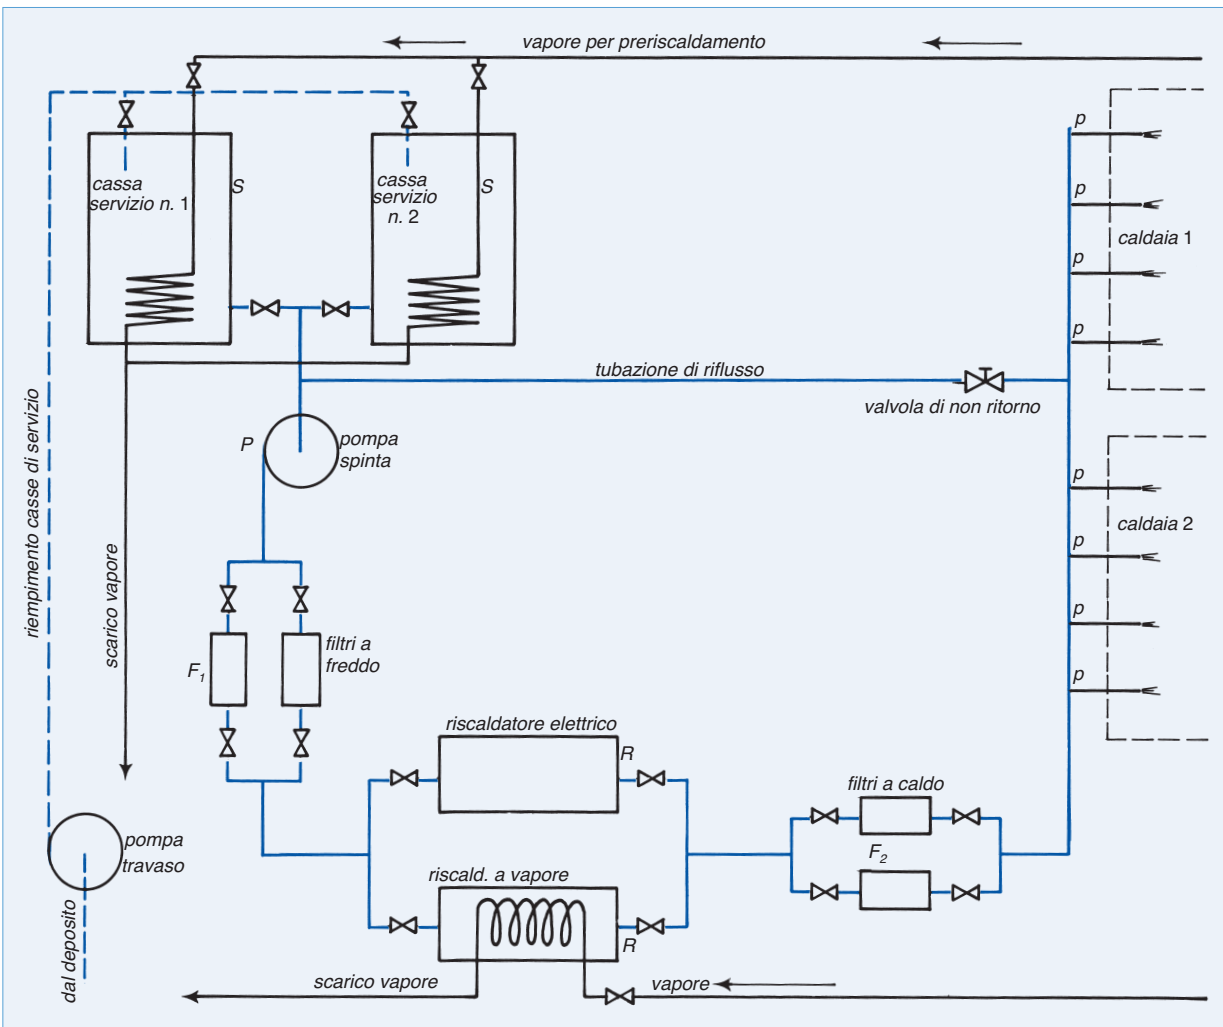 vapore per preriscaldamento
cassa
servizio n. 1
S
cassa
servizio
n. 2
S
p
p
p
p
caldaia 1
tubazione di riflusso
valvola di non ritorno
P
pompa
spinta
p
p
p
p
caldaia 2
riempimento casse di servizio
scarico vapore
F1
filtri a
freddo
riscaldatore elettrico
R
filtri a caldo
F2
pompa
travaso
riscald. a vapore
R
dal deposito
scarico vapore
vapore